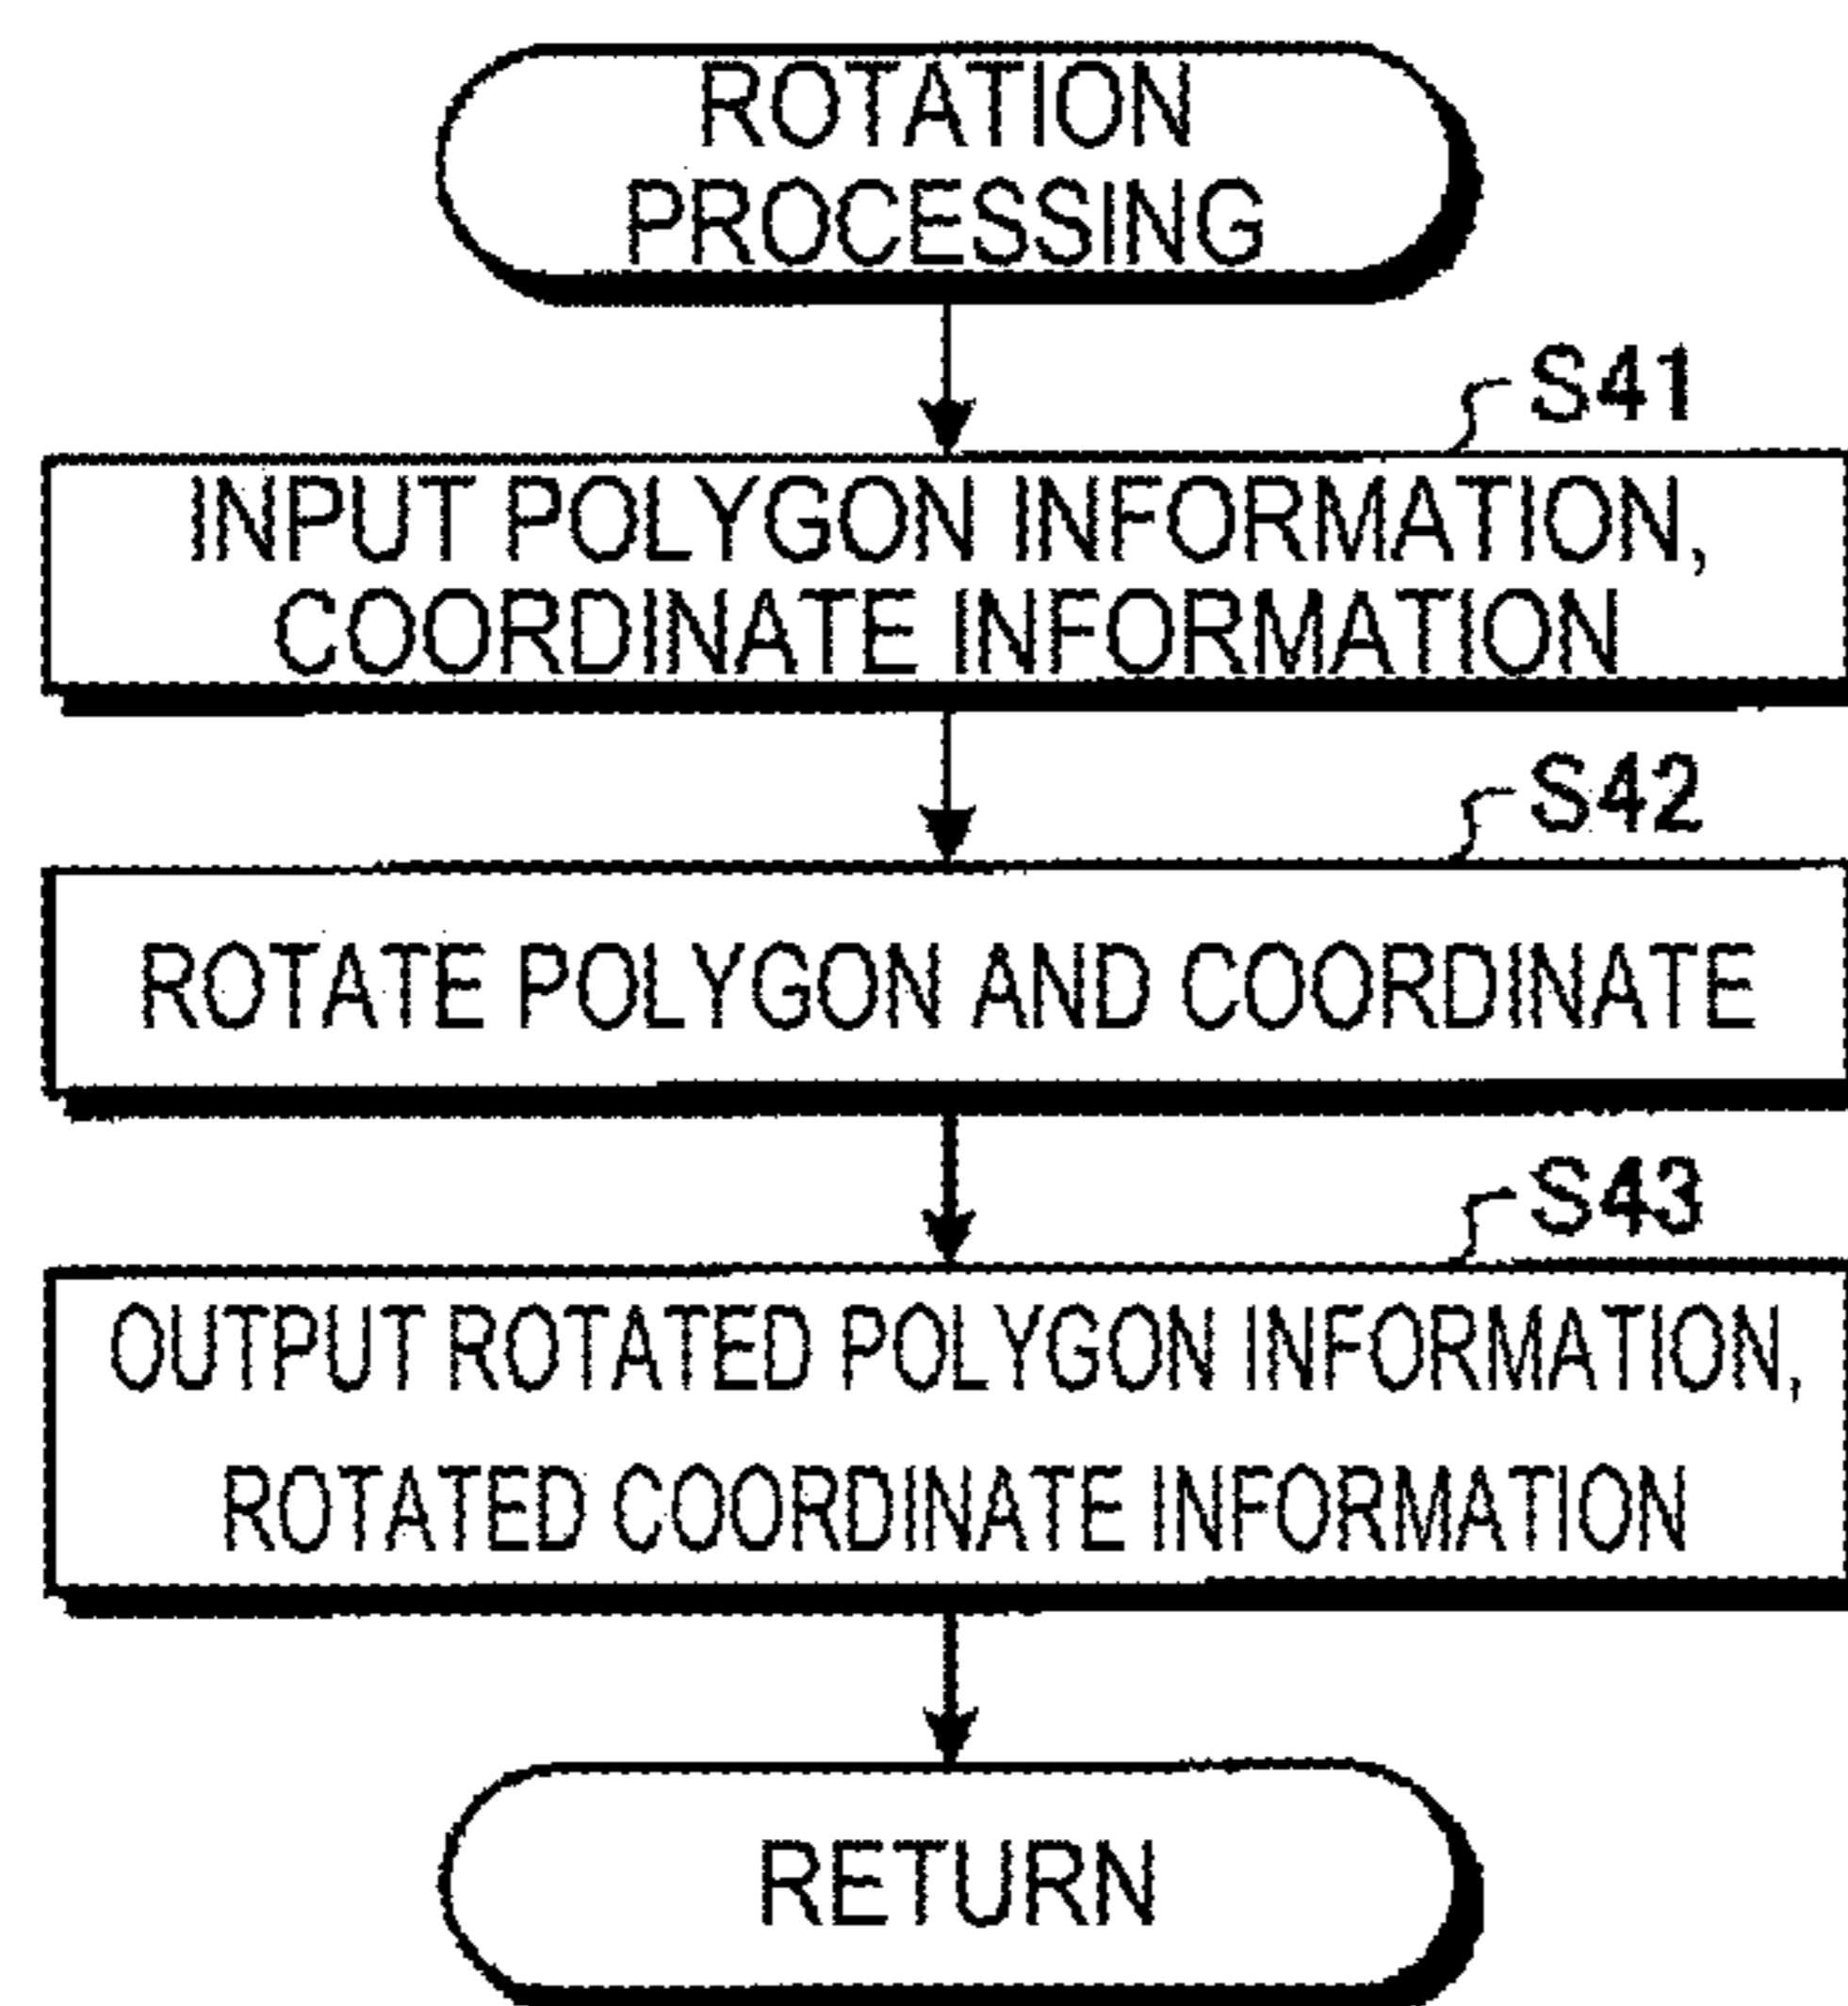 ROTATION
PROCESSING
S41
INPUT POLYGON INFORMATION,
COORDINATE INFORMATION
S42
ROTATE POLYGON AND COORDINATE
S43
OUTPUT ROTATED POLYGON INFORMATION,
ROTATED COORDINATE INFORMATION
RETURN